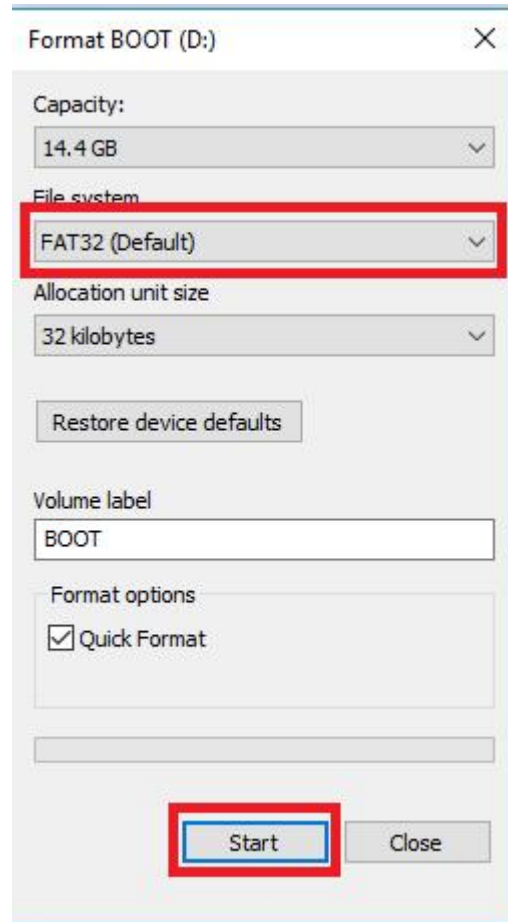 Format BOOT (D:)
Capacity:
14.4 GB
File system
FAT32 (Default)
Allocation unit size
32 kilobytes
Restore device defaults
Volume label
BOOT
Format options
Quick Format
Start Close